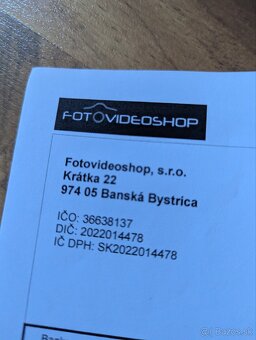 FOTOVIDEOSHOP
Fotovideoshop, s.r.o.
Krátka 22
974 05 Banská Bystrica
IČO: 36638137
DIČ: 2022014478
IČ DPH: SK2022014478